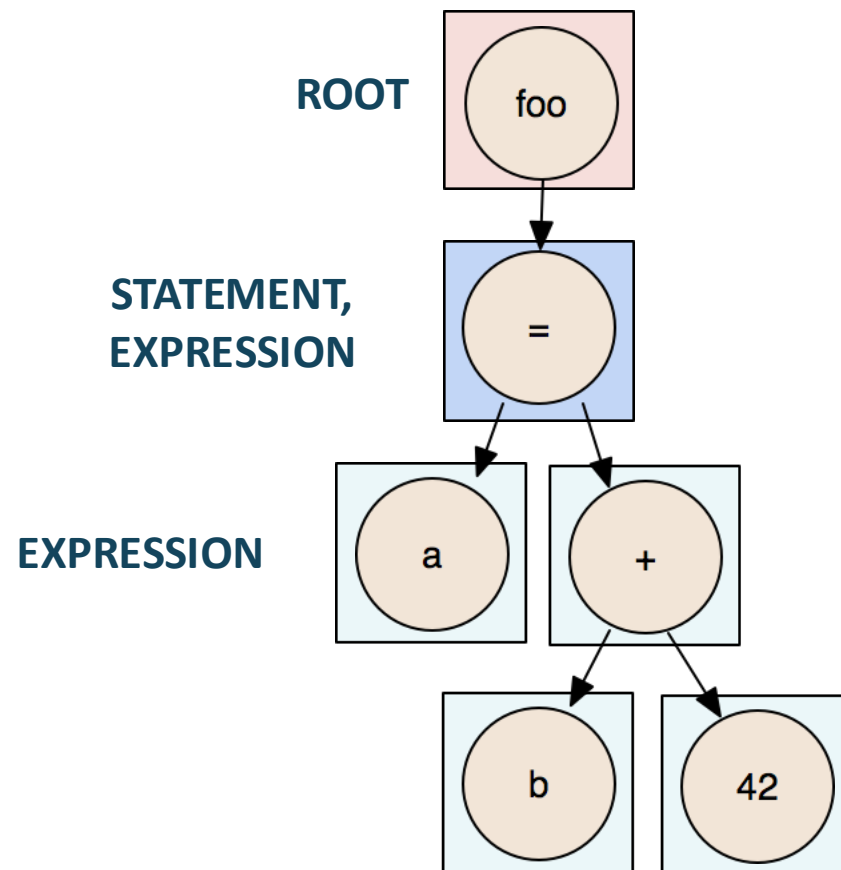 ROOT
foo
STATEMENT,
EXPRESSION
=
EXPRESSION
a
+
b
42